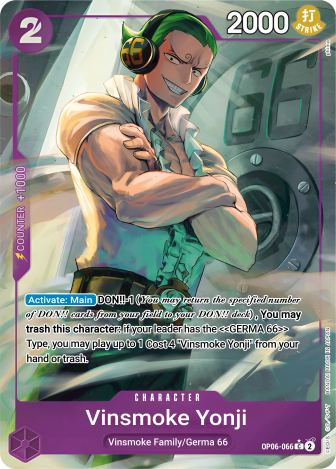 2
2000
打
STRIKE
66
COUNTER +1000
Activate: Main DON!!-1 (You may return the specified number
of DON!! cards from your field to your DON!! deck) , You may
trash this character: if your leader has the <<GERMA 66>>
Type, you may play up to 1 Cost 4 "Vinsmoke Yonji" from your
hand or trash.
CHARACTER
Vinsmoke Yonji
Vinsmoke Family/Germa 66
OP06-066 C 2